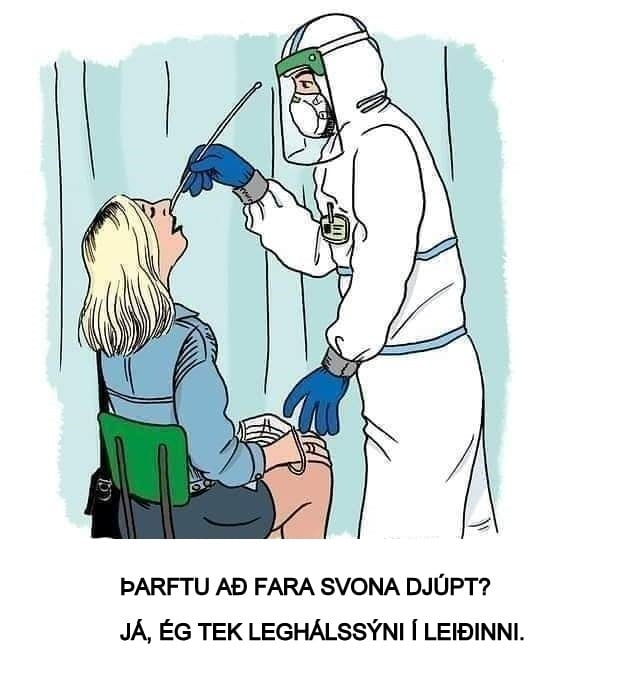 ÞARFTU AÐ FARA SVONA DJÚPT?
JÁ, ÉG TEK LEGHÁLSSÝNI Í LEIÐINNI.